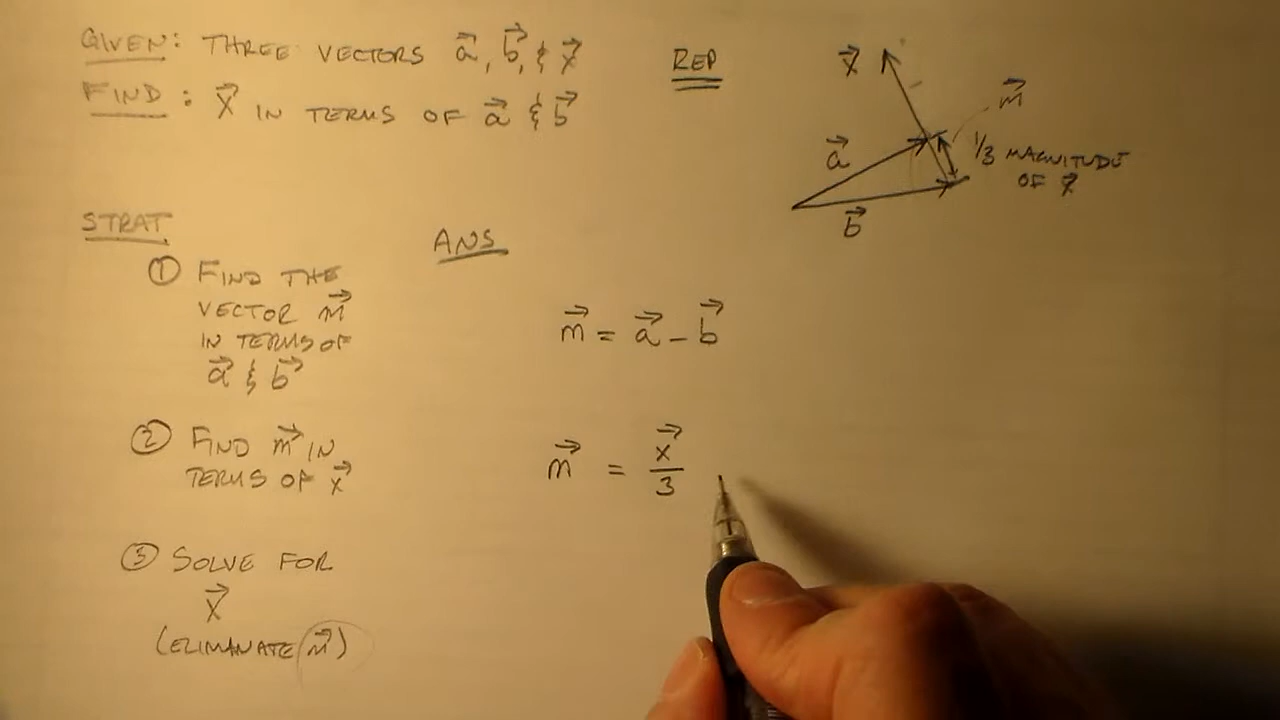 GIVEN: THREE VECTORS a⃗, b⃗, & x⃗
FIND: x⃗ IN TERMS OF a⃗ & b⃗
REP
x⃗
m⃗
a⃗
1/3 MAGNITUDE
OF x⃗
b⃗
STRAT
① FIND THE
VECTOR m⃗
IN TERMS OF
a⃗ & b⃗
② FIND m⃗ IN
TERMS OF x⃗
③ SOLVE FOR
x⃗
(ELIMANATE m⃗)
ANS
m⃗ = a⃗ - b⃗
m⃗ = x⃗/3